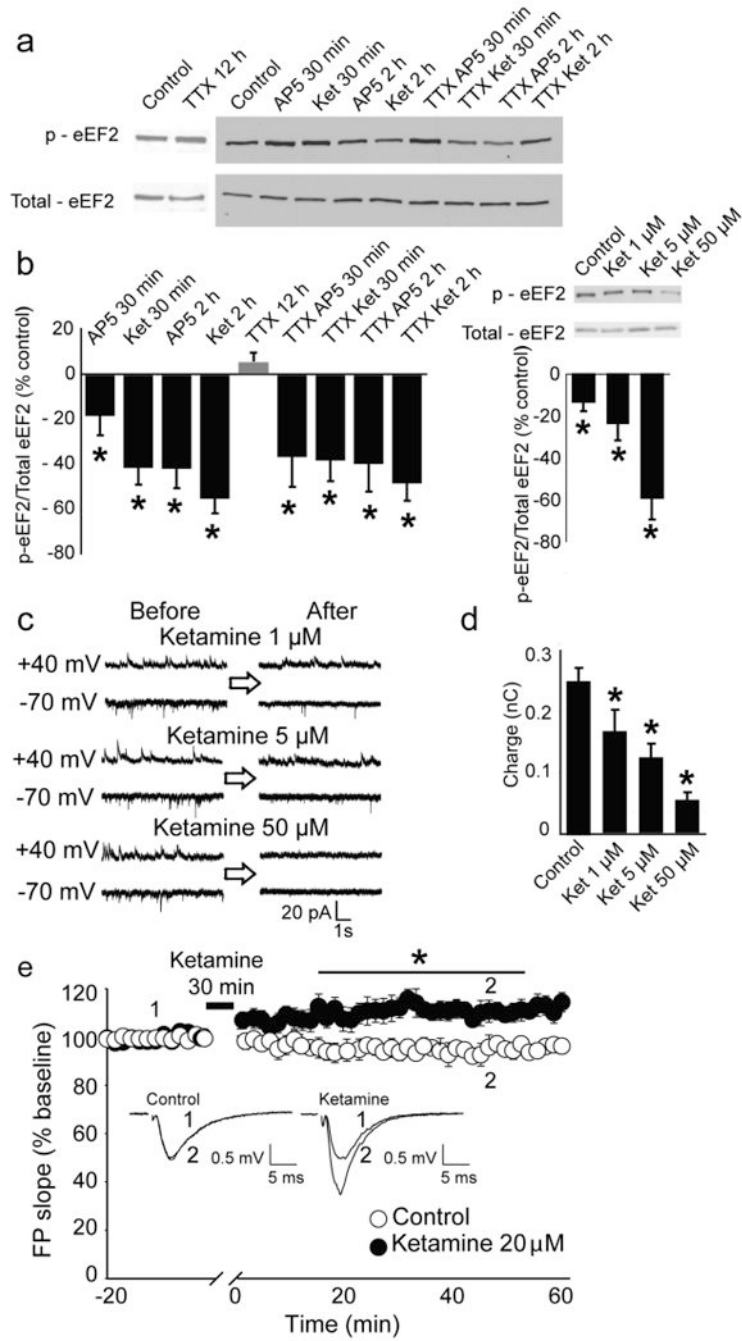 a
Control
TTX 12 h
Control
AP5 30 min
Ket 30 min
AP5 2 h
Ket 2 h
TTX AP5 30 min
TTX Ket 30 min
TTX AP5 2 h
TTX Ket 2 h
p - eEF2
Total - eEF2
b
AP5 30 min
Ket 30 min
AP5 2 h
Ket 2 h
TTX 12 h
TTX AP5 30 min
TTX Ket 30 min
TTX AP5 2 h
TTX Ket 2 h
p-eEF2/Total eEF2 (% control)
20
0
- 20
- 40
- 60
-80
Control
Ket 1 µM
Ket 5 µM
Ket 50 µM
p - eEF2
Total - eEF2
p-eEF2/Total eEF2 (% control)
0
-20
-40
-60
-80
* * * * * * * *
* * *
c
Before After
Ketamine 1 µM
+40 mV
-70 mV
Ketamine 5 µM
+40 mV
-70 mV
Ketamine 50 µM
+40 mV
-70 mV
20 pA
1s
d
Charge (nC)
0.3
0.2
0.1
0
* * *
Control
Ket 1 µM
Ket 5 µM
Ket 50 µM
e
Ketamine
30 min
*
FP slope (% baseline)
120
100
80
60
40
20
0
1
2
2
Control
1
2
0.5 mV
5 ms
Ketamine
1
2
0.5 mV
5 ms
Control
Ketamine 20 µM
-20 0 20 40 60
Time (min)